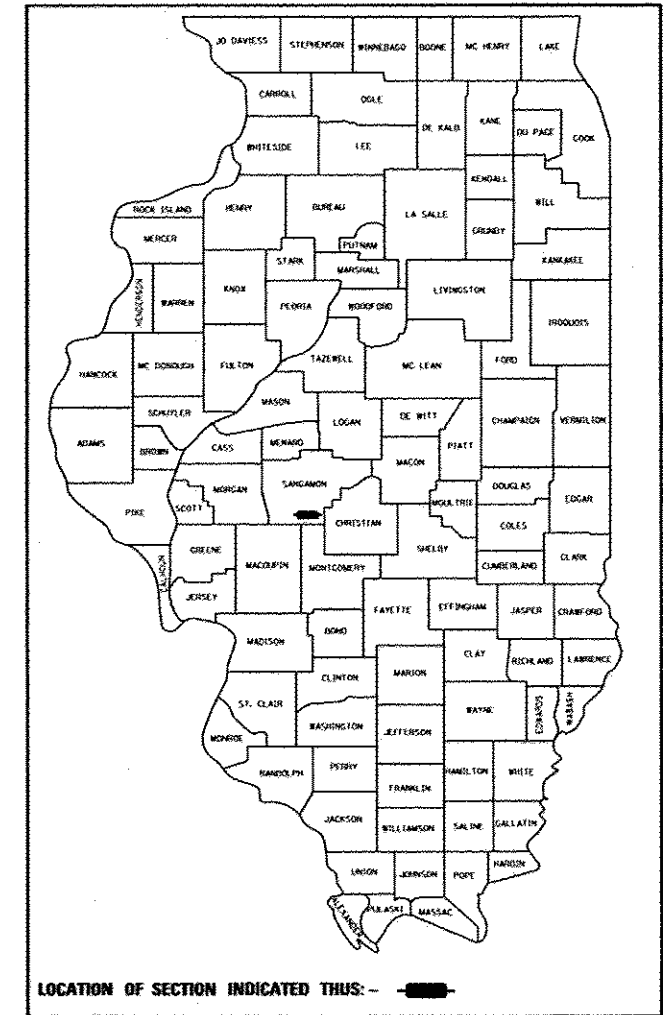 JO DAVIESS STEPHENSON WINNEBAGO BOONE MC HENRY LAKE
CARROLL OGLE DE KALB KANE DU PAGE COOK
WHITESIDE LEE KENDALL WILL
ROCK ISLAND HENRY BUREAU LA SALLE GRUNDY
MERCER PUTNAM KANKAKEE
STARK MARSHALL
HENDERSON WARREN KNOX PEORIA WOODFORD LIVINGSTON IROQUOIS
HANCOCK MC DONOUGH FULTON TAZEWELL MC LEAN FORD
MASON
SCHUYLER LOGAN DE WITT CHAMPAIGN VERMILION
ADAMS BROWN CASS MENARD MACON PIATT
PIKE SCOTT MORGAN SANGAMON CHRISTIAN MOULTRIE DOUGLAS EDGAR
COLES
CALHOUN GREENE MACOUPIN MONTGOMERY SHELBY CUMBERLAND CLARK
JERSEY FAYETTE EFFINGHAM JASPER CRAWFORD
MADISON BOND CLAY RICHLAND LAWRENCE
CLINTON MARION
ST. CLAIR WASHINGTON JEFFERSON WAYNE EDWARDS WABASH
MONROE
RANDOLPH PERRY FRANKLIN HAMILTON WHITE
JACKSON WILLIAMSON SALINE GALLATIN
UNION JOHNSON POPE HARDIN
ALEXANDER PULASKI MASSAC
LOCATION OF SECTION INDICATED THUS:-